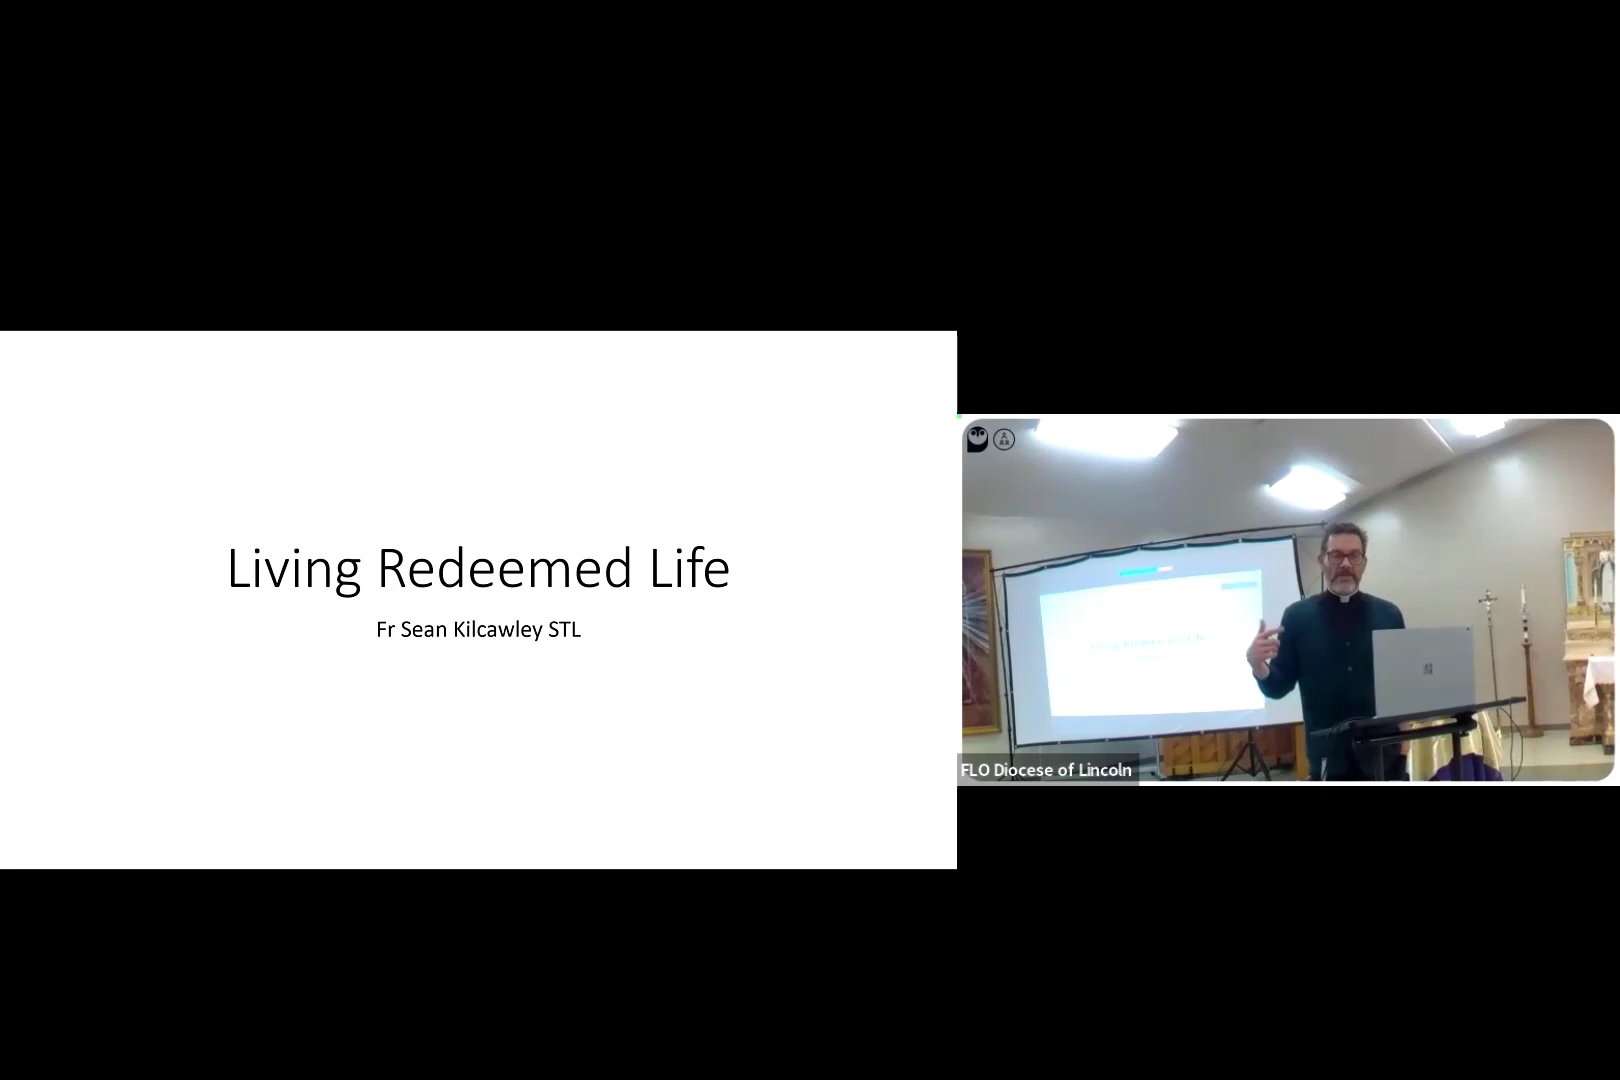 Living Redeemed Life
Fr Sean Kilcawley STL
FLO Diocese of Lincoln